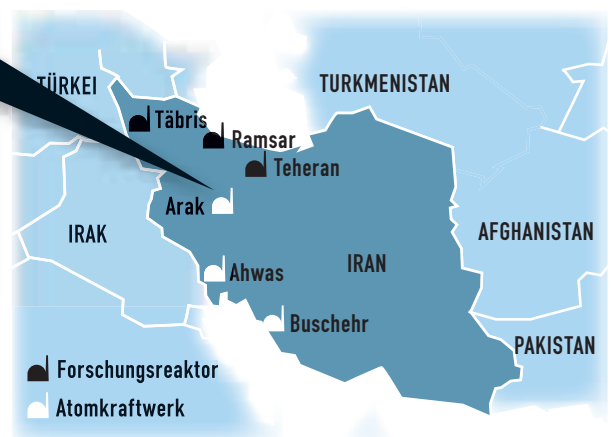 TÜRKEI
TURKMENISTAN
Täbris
Ramsar
Teheran
Arak
IRAK
AFGHANISTAN
IRAN
Ahwas
Buschehr
PAKISTAN
Forschungsreaktor
Atomkraftwerk